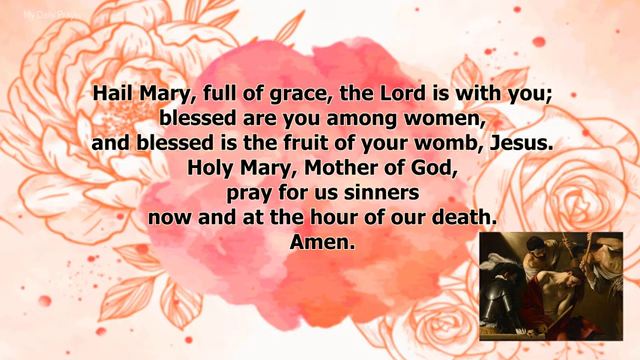 Hail Mary, full of grace, the Lord is with you;
blessed are you among women,
and blessed is the fruit of your womb, Jesus.
Holy Mary, Mother of God,
pray for us sinners
now and at the hour of our death.
Amen.